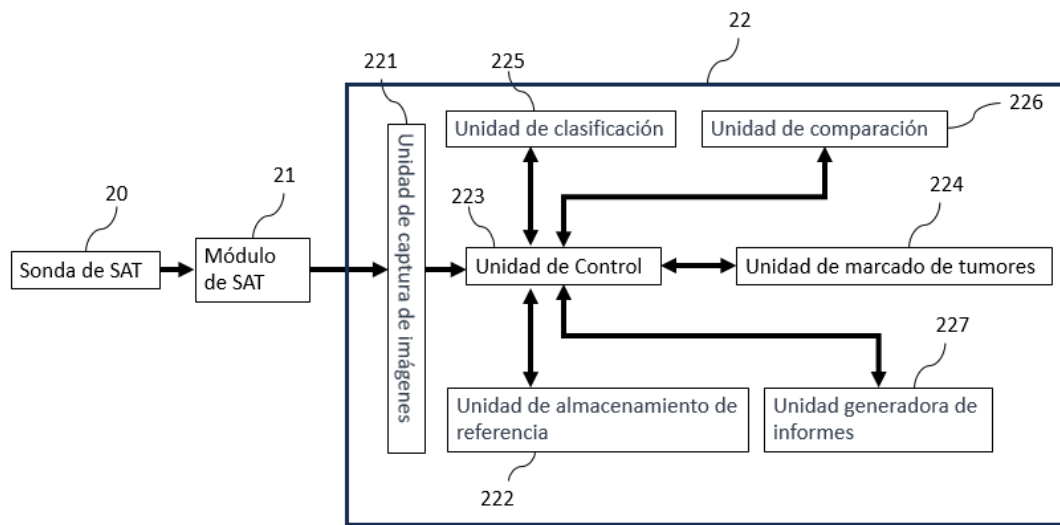 22
221
225
226
Unidad de clasificación
Unidad de comparación
Unidad de captura de imágenes
20
21
223
224
Sonda de SAT
Módulo
de SAT
Unidad de Control
Unidad de marcado de tumores
227
Unidad de almacenamiento de
referencia
Unidad generadora de
informes
222